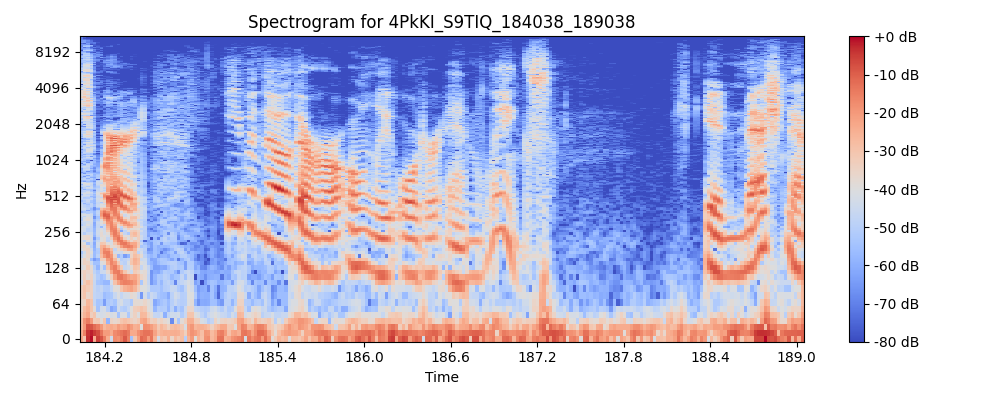 Spectrogram for 4PkKI_S9TIQ_184038_189038
8192
4096
2048
1024
512
256
128
64
0
Hz
184.2 184.8 185.4 186.0 186.6 187.2 187.8 188.4 189.0
Time
+0 dB
-10 dB
-20 dB
-30 dB
-40 dB
-50 dB
-60 dB
-70 dB
-80 dB